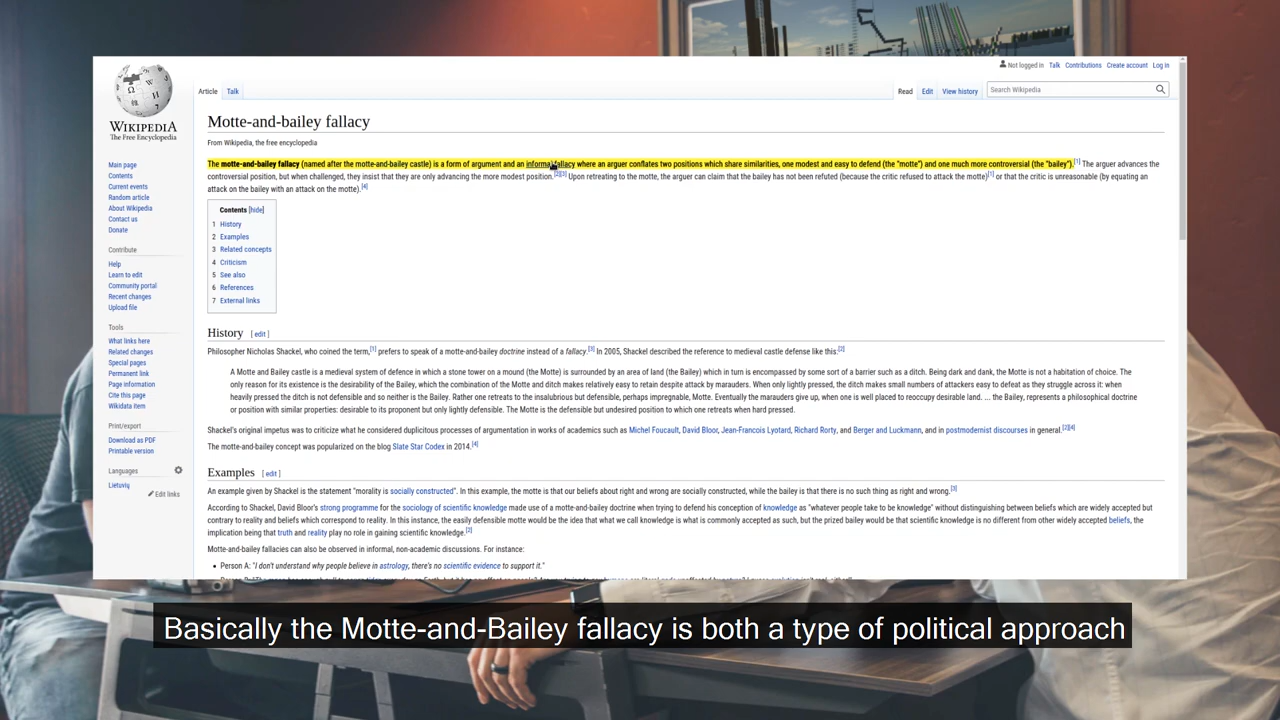 Not logged in Talk Contributions Create account Log in
Article Talk Read Edit View history Search Wikipedia
WIKIPEDIA
The Free Encyclopedia
Motte-and-bailey fallacy
From Wikipedia, the free encyclopedia
The motte-and-bailey fallacy (named after the motte-and-bailey castle) is a form of argument and an informal fallacy where an arguer conflates two positions which share similarities, one modest and easy to defend (the "motte") and one much more controversial (the "bailey").[1] The arguer advances the
controversial position, but when challenged, they insist that they are only advancing the more modest position.[2][3] Upon retreating to the motte, the arguer can claim that the bailey has not been refuted (because the critic refused to attack the motte)[1] or that the critic is unreasonable (by equating an
attack on the bailey with an attack on the motte).[4]
Main page
Contents
Current events
Random article
About Wikipedia
Contact us
Donate
Contribute
Help
Learn to edit
Community portal
Recent changes
Upload file
Tools
What links here
Related changes
Special pages
Permanent link
Page information
Cite this page
Wikidata item
Print/export
Download as PDF
Printable version
Languages
Lietuvių
Edit links
Contents [hide]
1 History
2 Examples
3 Related concepts
4 Criticism
5 See also
6 References
7 External links
History [ edit ]
Philosopher Nicholas Shackel, who coined the term,[1] prefers to speak of a motte-and-bailey doctrine instead of a fallacy.[3] In 2005, Shackel described the reference to medieval castle defense like this:[2]
A Motte and Bailey castle is a medieval system of defence in which a stone tower on a mound (the Motte) is surrounded by an area of land (the Bailey) which in turn is encompassed by some sort of a barrier such as a ditch. Being dark and dank, the Motte is not a habitation of choice. The
only reason for its existence is the desirability of the Bailey, which the combination of the Motte and ditch makes relatively easy to retain despite attack by marauders. When only lightly pressed, the ditch makes small numbers of attackers easy to defeat as they struggle across it: when
heavily pressed the ditch is not defensible and so neither is the Bailey. Rather one retreats to the insalubrious but defensible, perhaps impregnable, Motte. Eventually the marauders give up, when one is well placed to reoccupy desirable land. ... the Bailey, represents a philosophical doctrine
or position with similar properties: desirable to its proponent but only lightly defensible. The Motte is the defensible but undesired position to which one retreats when hard pressed.
Shackel's original impetus was to criticize what he considered duplicitous processes of argumentation in works of academics such as Michel Foucault, David Bloor, Jean-Francois Lyotard, Richard Rorty, and Berger and Luckmann, and in postmodernist discourses in general.[2][4]
The motte-and-bailey concept was popularized on the blog Slate Star Codex in 2014.[4]
Examples [ edit ]
An example given by Shackel is the statement "morality is socially constructed". In this example, the motte is that our beliefs about right and wrong are socially constructed, while the bailey is that there is no such thing as right and wrong.[3]
According to Shackel, David Bloor's strong programme for the sociology of scientific knowledge made use of a motte-and-bailey doctrine when trying to defend his conception of knowledge as "whatever people take to be knowledge" without distinguishing between beliefs which are widely accepted but
contrary to reality and beliefs which correspond to reality. In this instance, the easily defensible motte would be the idea that what we call knowledge is what is commonly accepted as such, but the prized bailey would be that scientific knowledge is no different from other widely accepted beliefs, the
implication being that truth and reality play no role in gaining scientific knowledge.[2]
Motte-and-bailey fallacies can also be observed in informal, non-academic discussions. For instance:
• Person A: "I don't understand why people believe in astrology, there's no scientific evidence to support it."
Basically the Motte-and-Bailey fallacy is both a type of political approach